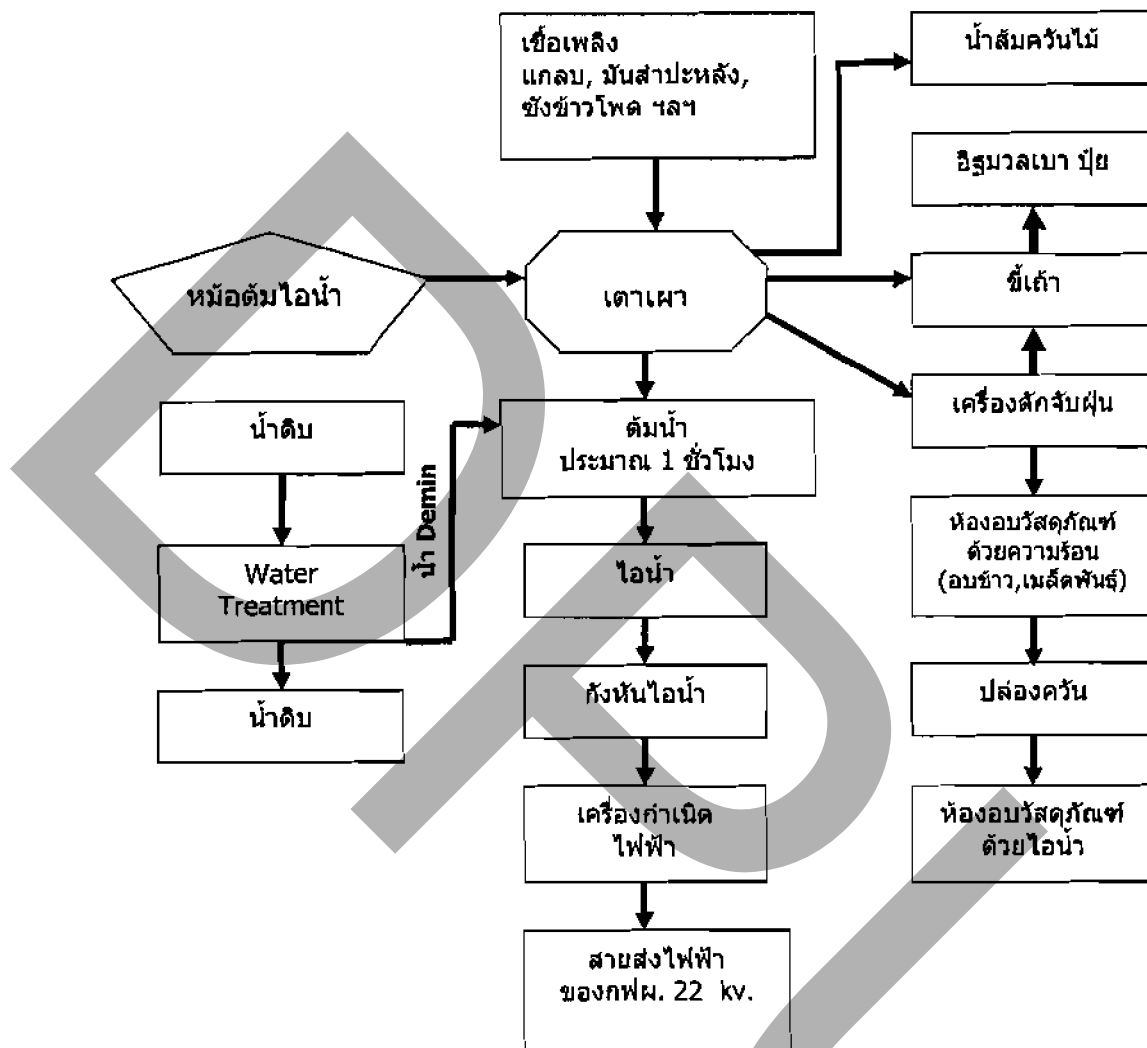 เชื้อเพลิง
แกลบ, มันสำปะหลัง,
ซังข้าวโพด ฯลฯ
น้ำส้มควันไม้
อิฐมวลเบา ปุ๋ย
หม้อต้มไอน้ำ
เตาเผา
ขี้เถ้า
เครื่องดักจับฝุ่น
น้ำดิบ
น้ำ Demin
ต้มน้ำ
ประมาณ 1 ชั่วโมง
Water
Treatment
ไอน้ำ
ห้องอบวัสดุภัณฑ์
ด้วยความร้อน
(อบข้าว,เมล็ดพันธุ์)
น้ำดิบ
กังหันไอน้ำ
ปล่องควัน
เครื่องกำเนิด
ไฟฟ้า
ห้องอบวัสดุภัณฑ์
ด้วยไอน้ำ
สายส่งไฟฟ้า
ของกฟผ. 22 kv.